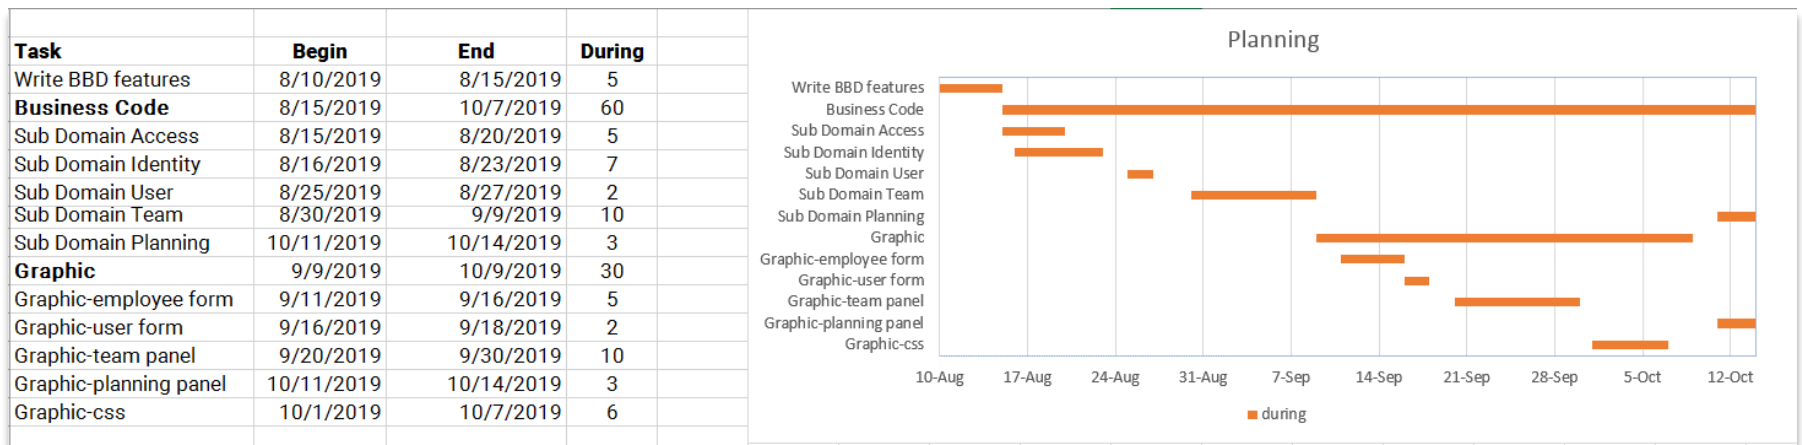 Task Begin End During
Write BBD features 8/10/2019 8/15/2019 5
Business Code 8/15/2019 10/7/2019 60
Sub Domain Access 8/15/2019 8/20/2019 5
Sub Domain Identity 8/16/2019 8/23/2019 7
Sub Domain User 8/25/2019 8/27/2019 2
Sub Domain Team 8/30/2019 9/9/2019 10
Sub Domain Planning 10/11/2019 10/14/2019 3
Graphic 9/9/2019 10/9/2019 30
Graphic-employee form 9/11/2019 9/16/2019 5
Graphic-user form 9/16/2019 9/18/2019 2
Graphic-team panel 9/20/2019 9/30/2019 10
Graphic-planning panel 10/11/2019 10/14/2019 3
Graphic-css 10/1/2019 10/7/2019 6
Planning
Write BBD features
Business Code
Sub Domain Access
Sub Domain Identity
Sub Domain User
Sub Domain Team
Sub Domain Planning
Graphic
Graphic-employee form
Graphic-user form
Graphic-team panel
Graphic-planning panel
Graphic-css
10-Aug 17-Aug 24-Aug 31-Aug 7-Sep 14-Sep 21-Sep 28-Sep 5-Oct 12-Oct
during